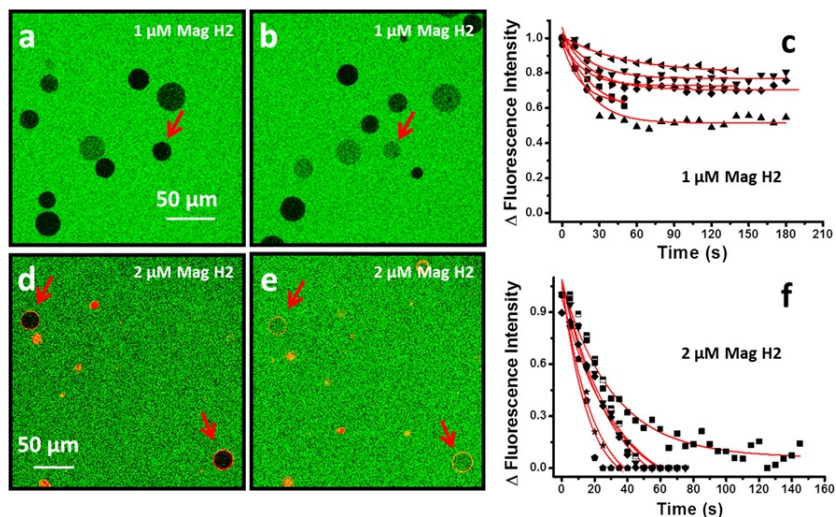 a
1 µM Mag H2
50 µm
b
1 µM Mag H2
c
Δ Fluorescence Intensity
1.0
0.8
0.6
0.4
0.2
0.0
1 µM Mag H2
0 30 60 90 120 150 180 210
Time (s)
d
2 µM Mag H2
50 µm
e
2 µM Mag H2
f
Δ Fluorescence Intensity
0.9
0.6
0.3
0.0
2 µM Mag H2
0 20 40 60 80 100 120 140 160
Time (s)